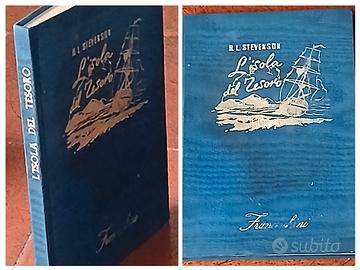 L'ISOLA DEL TESORO
R.L. STEVENSON
L'isola
del Tesoro
R. L. STEVENSON
L'isola
del Tesoro
subito